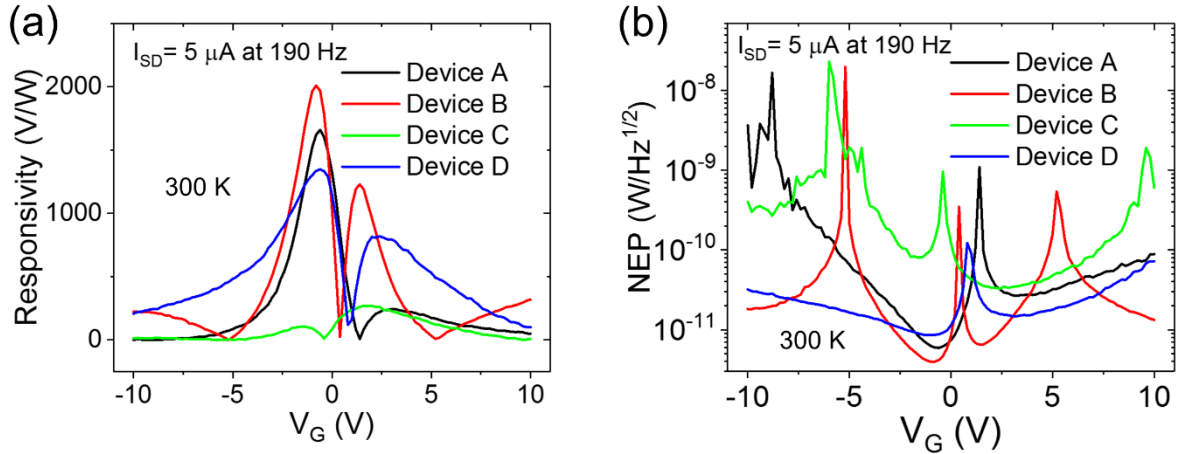 (a)
I_SD= 5 μA at 190 Hz
Device A
Device B
Device C
Device D
300 K
Responsivity (V/W)
2000
1000
0
-10 -5 0 5 10
V_G (V)
(b)
I_SD= 5 μA at 190 Hz
Device A
Device B
Device C
Device D
300 K
NEP (W/Hz^1/2)
10^-8
10^-9
10^-10
10^-11
-10 -5 0 5 10
V_G (V)